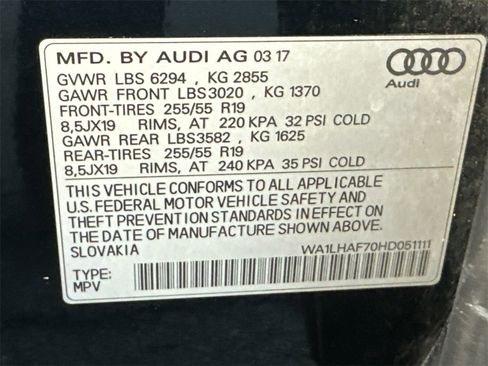 MFD. BY AUDI AG 03 17
GVWR LBS 6294 , KG 2855
GAWR FRONT LBS3020 , KG 1370
FRONT-TIRES 255/55 R19
8,5JX19 RIMS, AT 220 KPA 32 PSI COLD
GAWR REAR LBS3582 , KG 1625
REAR-TIRES 255/55 R19
8,5JX19 RIMS, AT 240 KPA 35 PSI COLD
Audi
THIS VEHICLE CONFORMS TO ALL APPLICABLE
U.S. FEDERAL MOTOR VEHICLE SAFETY AND
THEFT PREVENTION STANDARDS IN EFFECT ON THE
DATE OF MANUFACTURE SHOWN ABOVE.
SLOVAKIA
WA1LHAF70HD051111
TYPE:
MPV